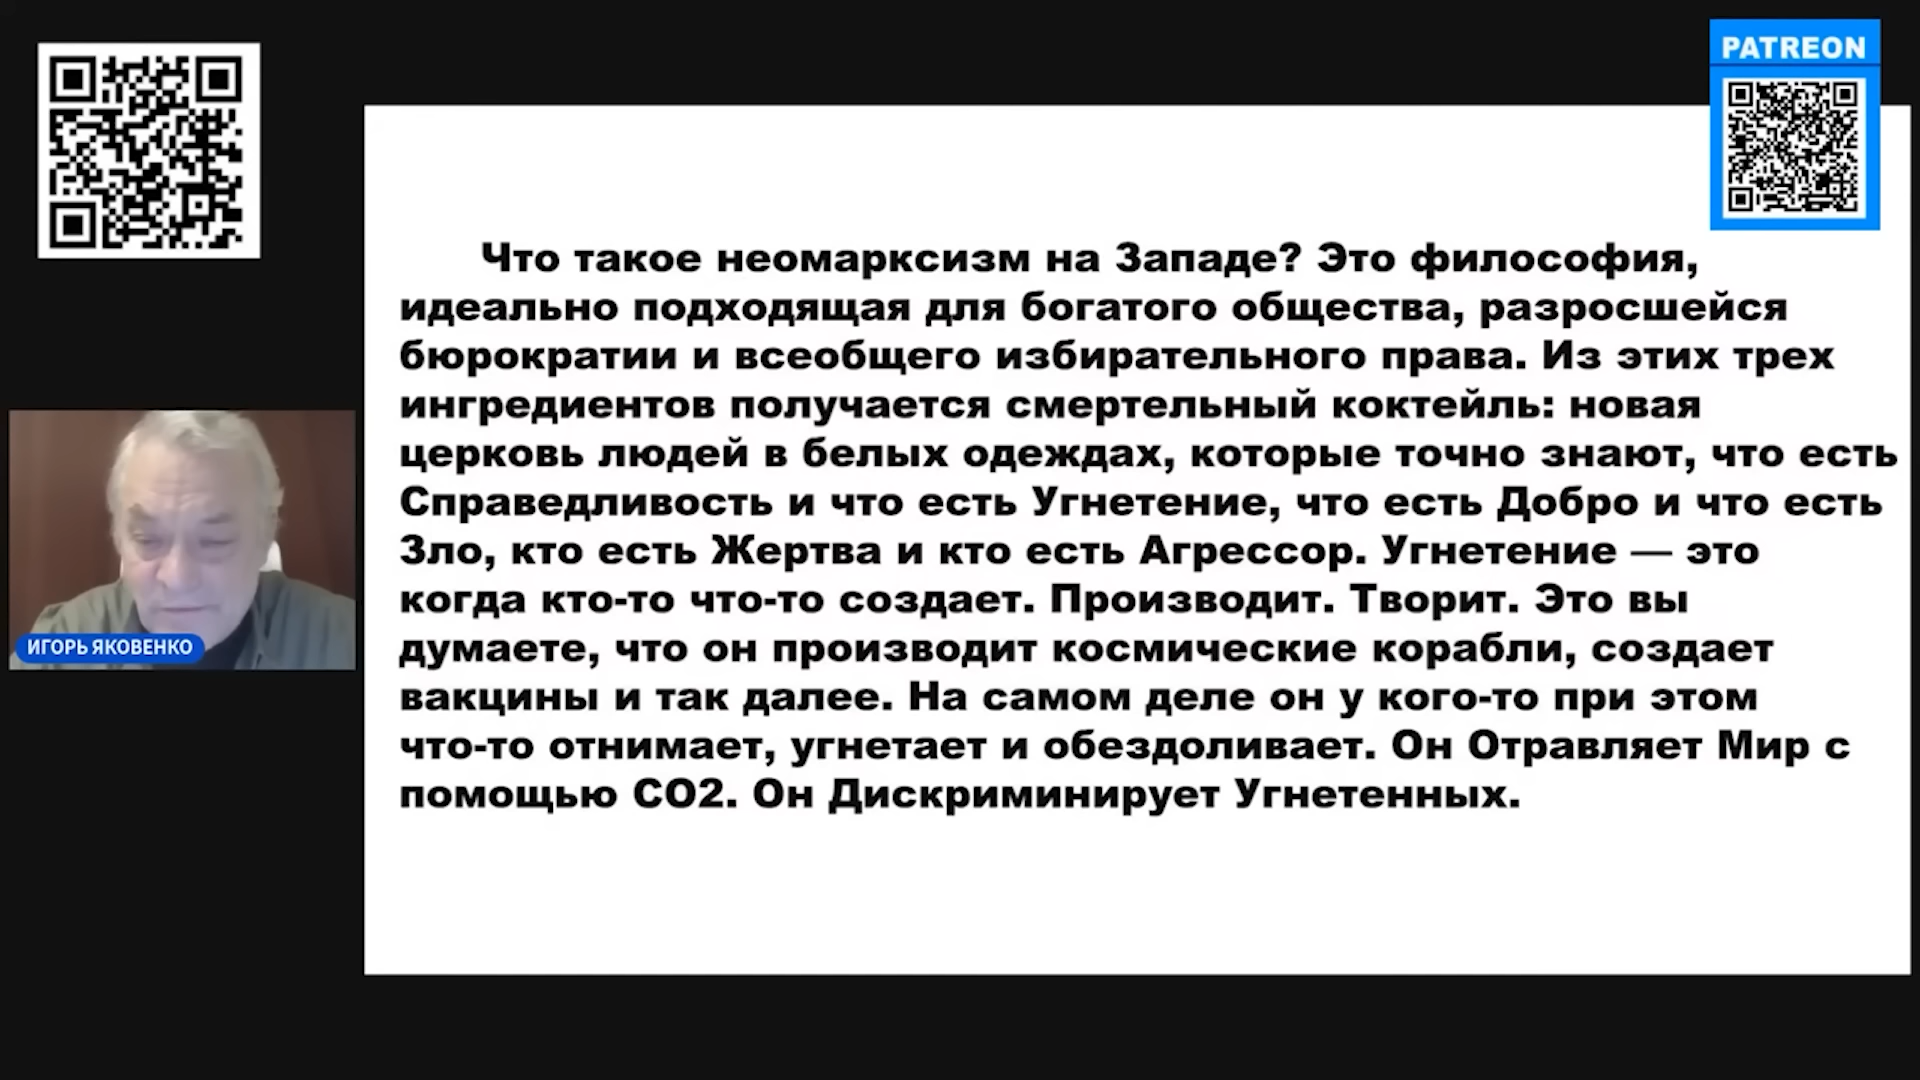 PATREON
Что такое неомарксизм на Западе? Это философия,
идеально подходящая для богатого общества, разросшейся
бюрократии и всеобщего избирательного права. Из этих трех
ингредиентов получается смертельный коктейль: новая
церковь людей в белых одеждах, которые точно знают, что есть
Справедливость и что есть Угнетение, что есть Добро и что есть
Зло, кто есть Жертва и кто есть Агрессор. Угнетение — это
когда кто-то что-то создает. Производит. Творит. Это вы
думаете, что он производит космические корабли, создает
вакцины и так далее. На самом деле он у кого-то при этом
что-то отнимает, угнетает и обездоливает. Он Отравляет Мир с
помощью СО2. Он Дискриминирует Угнетенных.
ИГОРЬ ЯКОВЕНКО